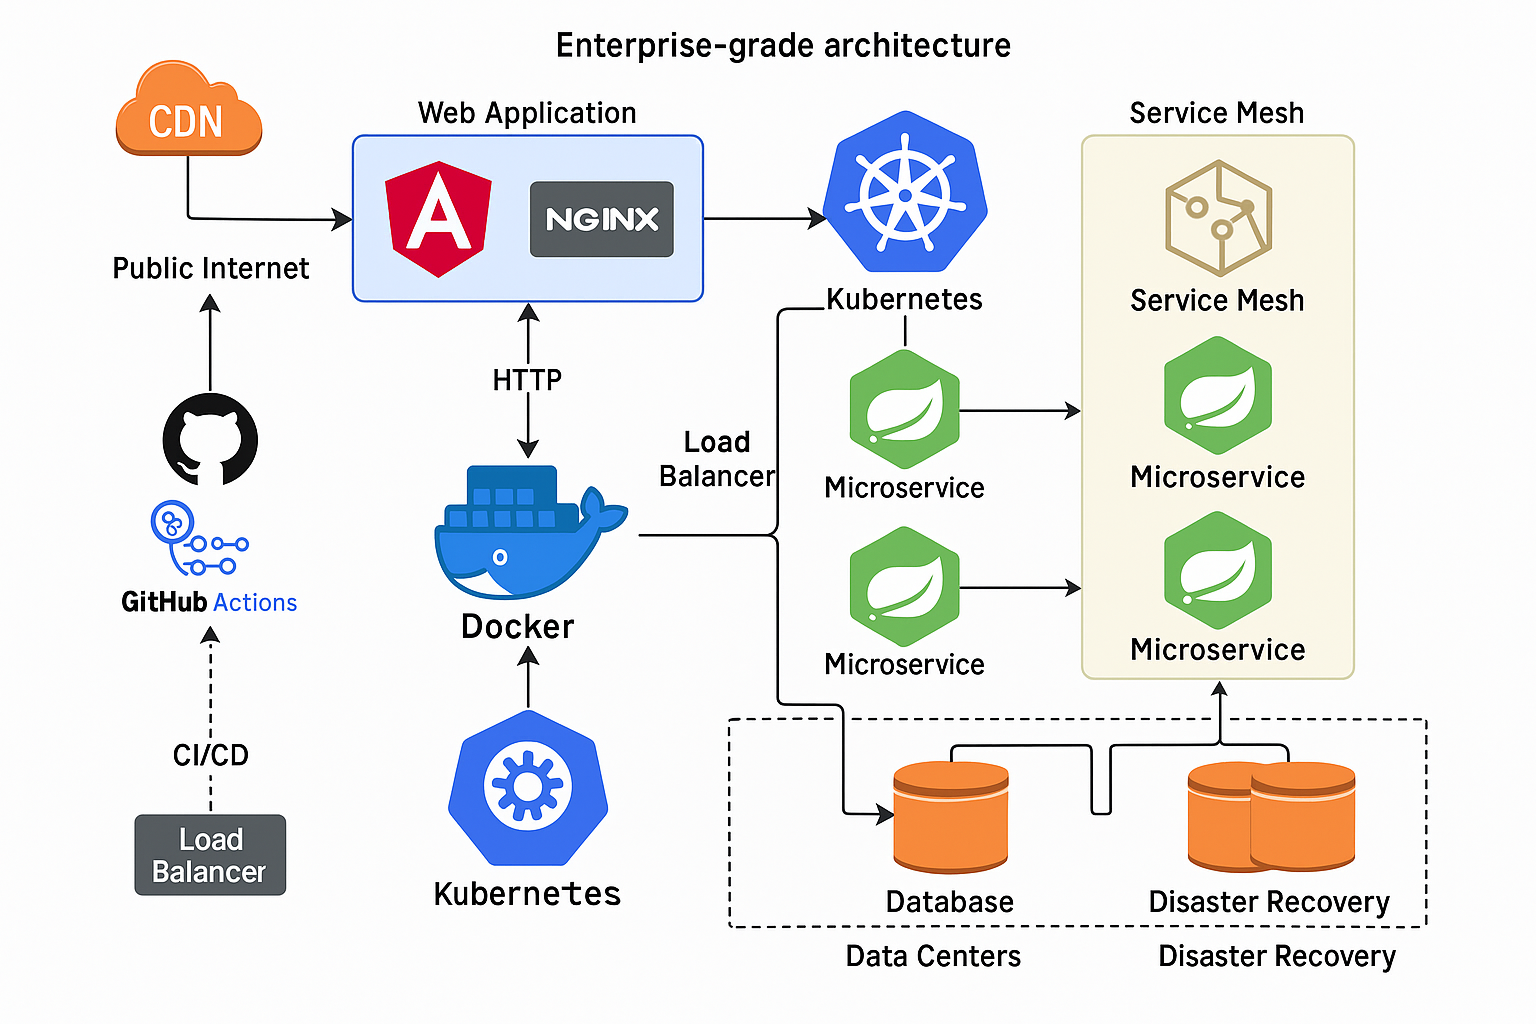 Enterprise-grade architecture
CDN
Web Application
Service Mesh
NGINX
Public Internet
Kubernetes
Service Mesh
HTTP
Load
Balancer
Microservice
Microservice
GitHub Actions
Docker
Microservice
Microservice
CI/CD
Load
Balancer
Kubernetes
Database
Disaster Recovery
Data Centers
Disaster Recovery